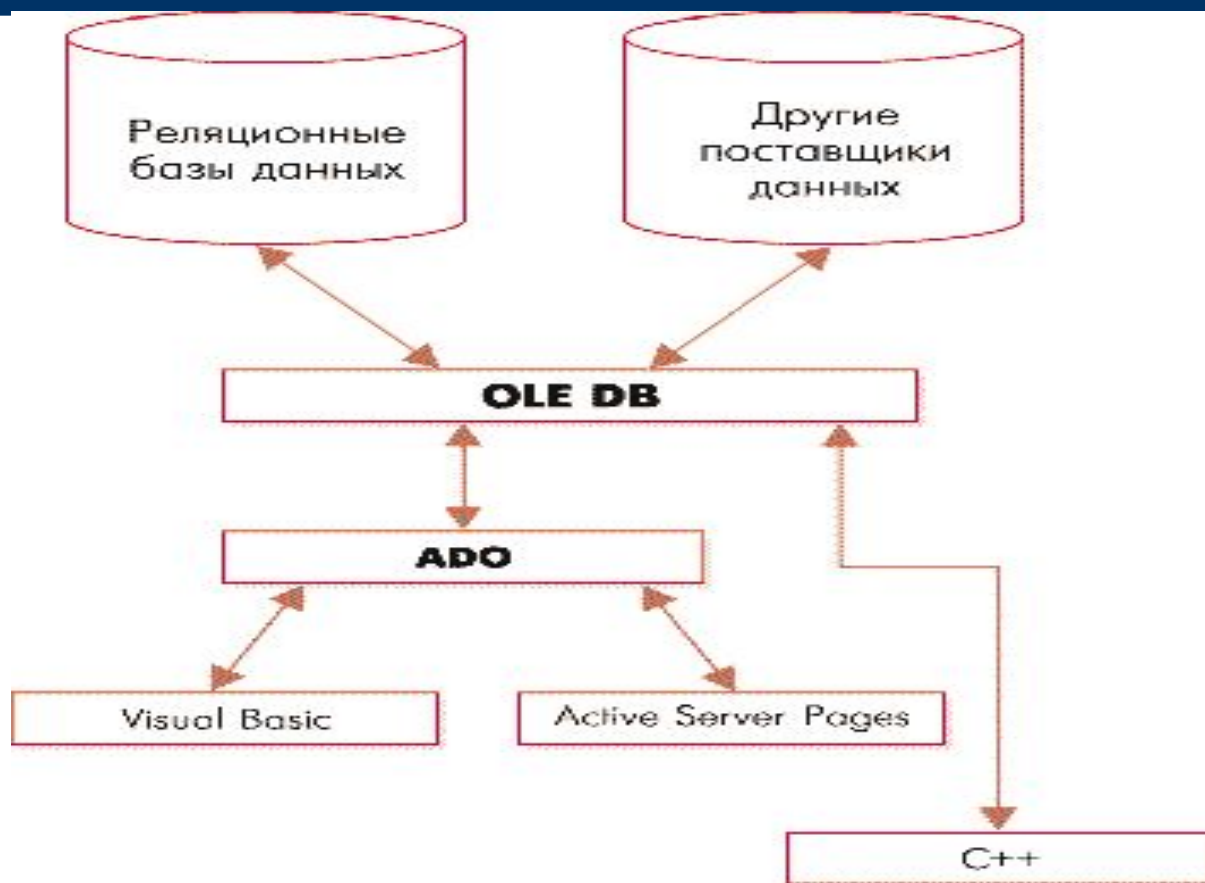 Реляционные
базы данных
Другие
поставщики
данных
OLE DB
ADO
Visual Basic
Active Server Pages
C++